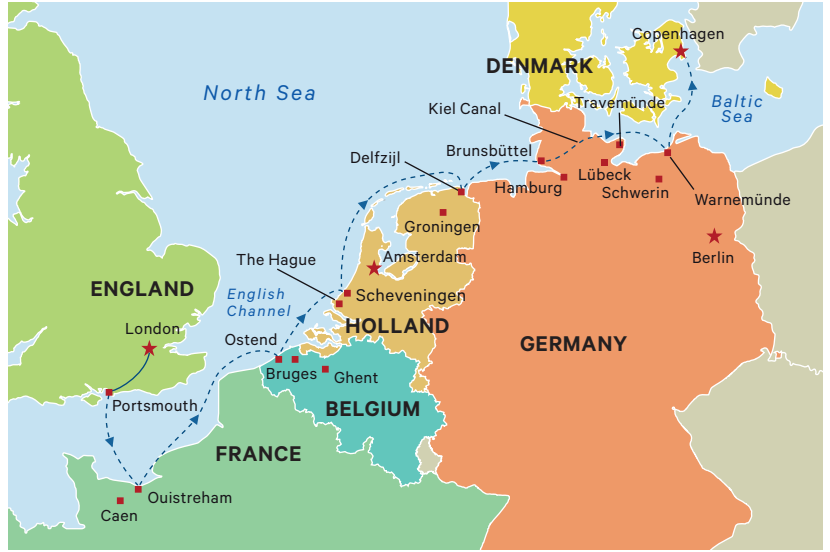 Copenhagen
DENMARK
North Sea
Travemünde
Baltic
Sea
Kiel Canal
Delfzijl
Brunsbüttel
Hamburg
Lübeck
Schwerin
Warnemünde
Groningen
The Hague
Amsterdam
Berlin
ENGLAND
English
Channel
Scheveningen
London
Ostend
HOLLAND
GERMANY
Bruges
Ghent
Portsmouth
BELGIUM
FRANCE
Ouistreham
Caen